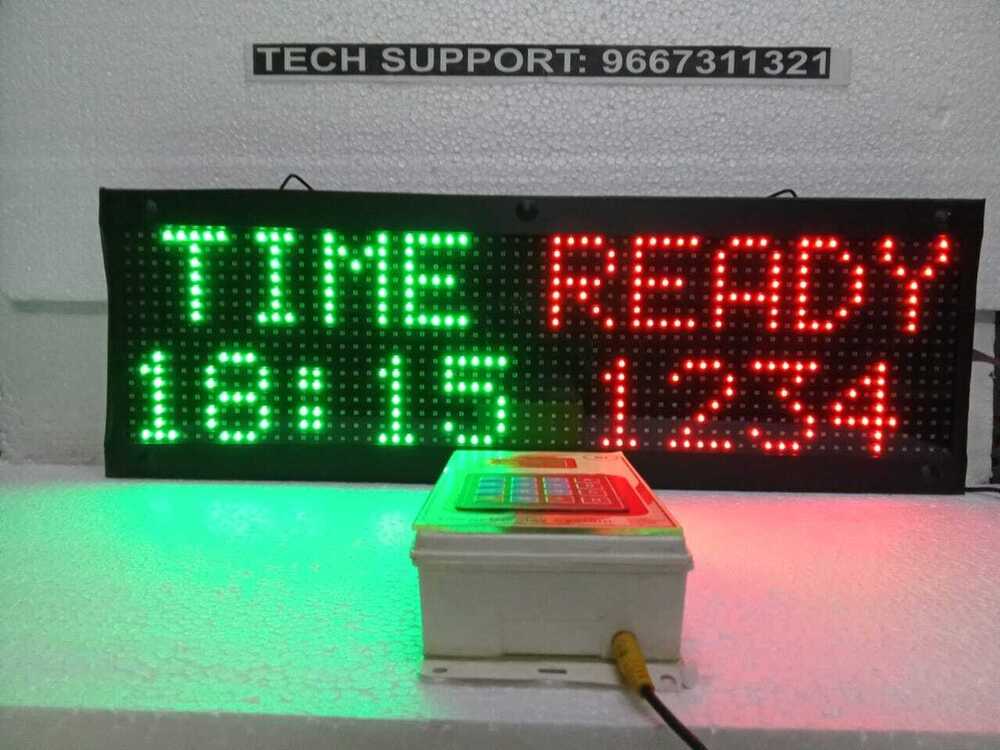 TECH SUPPORT: 9667311321
TIME READY
18:15 1234